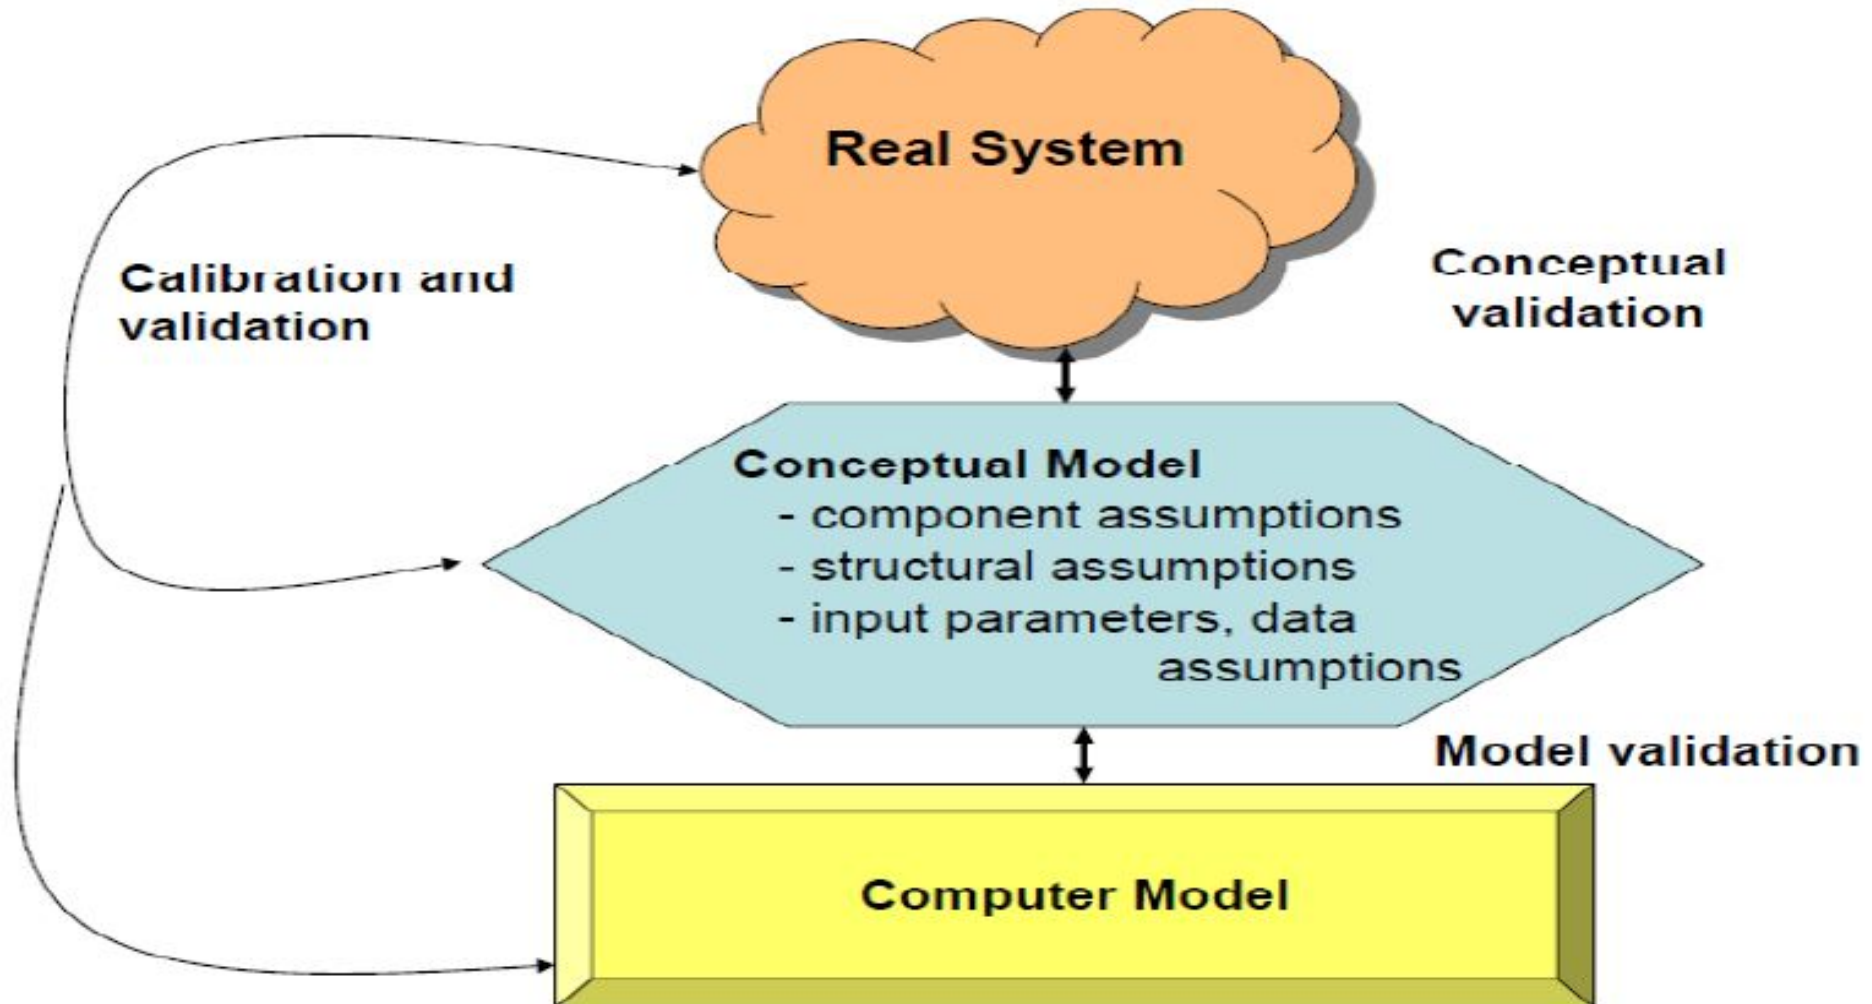 Real System
Calibration and
validation
Conceptual
validation
Conceptual Model
- component assumptions
- structural assumptions
- input parameters, data
assumptions
Model validation
Computer Model